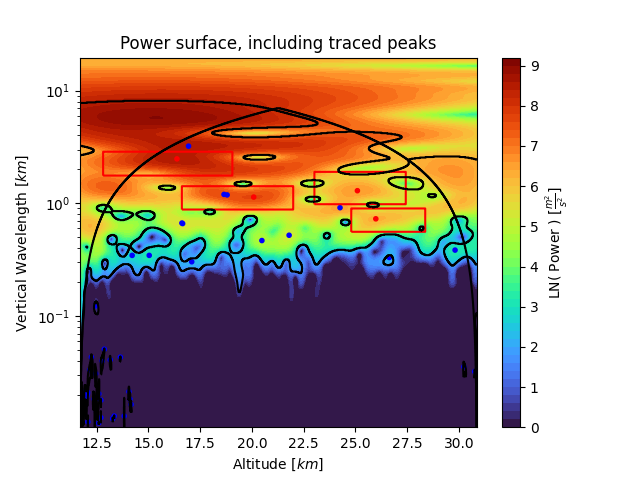 Power surface, including traced peaks
10¹
10⁰
10⁻¹
Vertical Wavelength [km]
12.5 15.0 17.5 20.0 22.5 25.0 27.5 30.0
Altitude [km]
9
8
7
6
5
4
3
2
1
0
LN( Power ) [m²/s²]